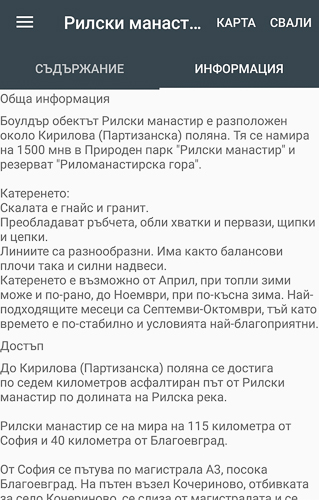 Рилски манаст...
КАРТА
СВАЛИ
СЪДЪРЖАНИЕ
ИНФОРМАЦИЯ
Обща информация
Боулдър обектът Рилски манастир е разположен
около Кирилова (Партизанска) поляна. Тя се намира
на 1500 мнв в Природен парк "Рилски манастир" и
резерват "Риломанастирска гора".
Катеренето:
Скалата е гнайс и гранит.
Преобладават ръбчета, обли хватки и первази, щипки
и цепки.
Линиите са разнообразни. Има както балансови
плочи така и силни надвеси.
Катеренето е възможно от Април, при топли зими
може и по-рано, до Ноември, при по-късна зима. Най-
подходящите месеци са Септемви-Октомври, тъй като
времето е по-стабилно и условията най-благоприятни.
Достъп
До Кирилова (Партизанска) поляна се достига
по седем километров асфалтиран път от Рилски
манастир по долината на Рилска река.
Рилски манастир се на мира на 115 километра от
София и 40 километра от Благоевград.
От София се пътува по магистрала А3, посока
Благоевград. На пътен възел Кочериново, отбивката
за село Кочериново, се слиза от магистралата и се